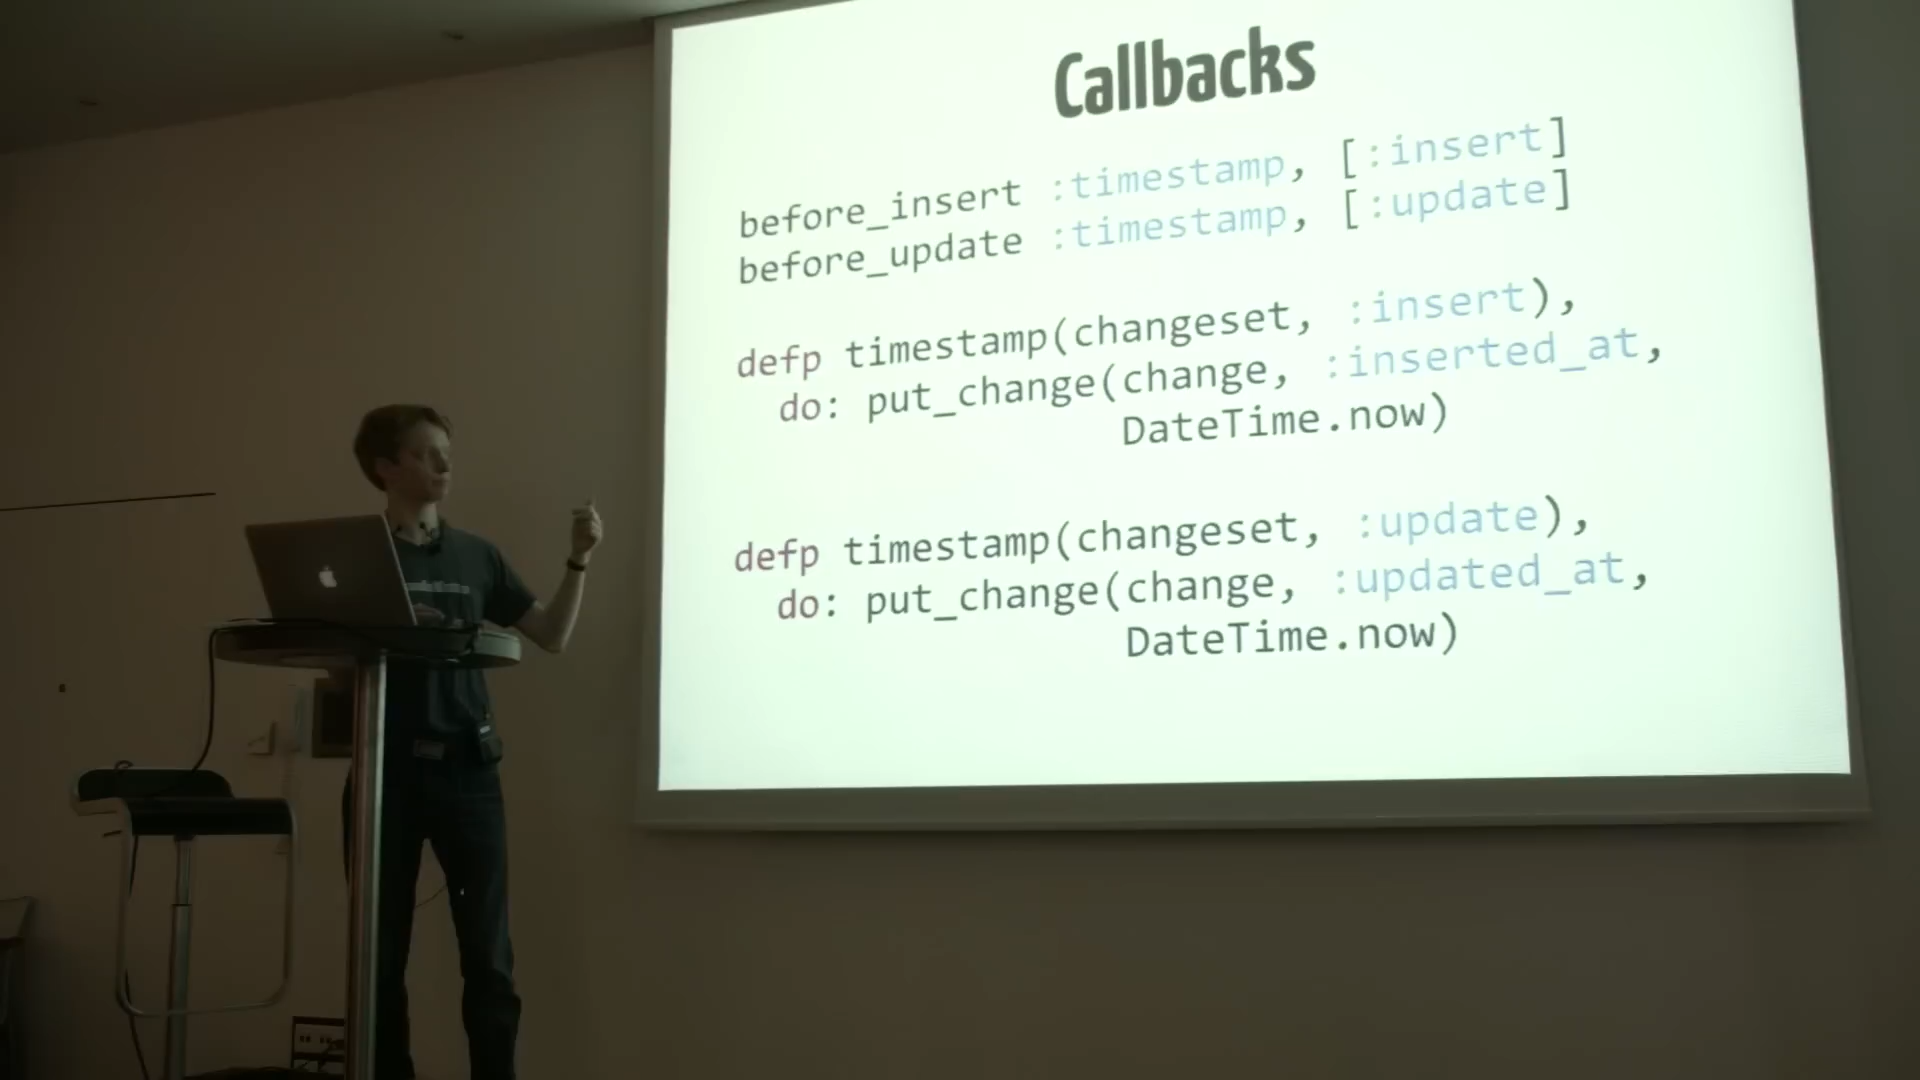 Callbacks
before_insert :timestamp, [:insert]
before_update :timestamp, [:update]
defp timestamp(changeset, :insert),
do: put_change(change, :inserted_at,
DateTime.now)
defp timestamp(changeset, :update),
do: put_change(change, :updated_at,
DateTime.now)